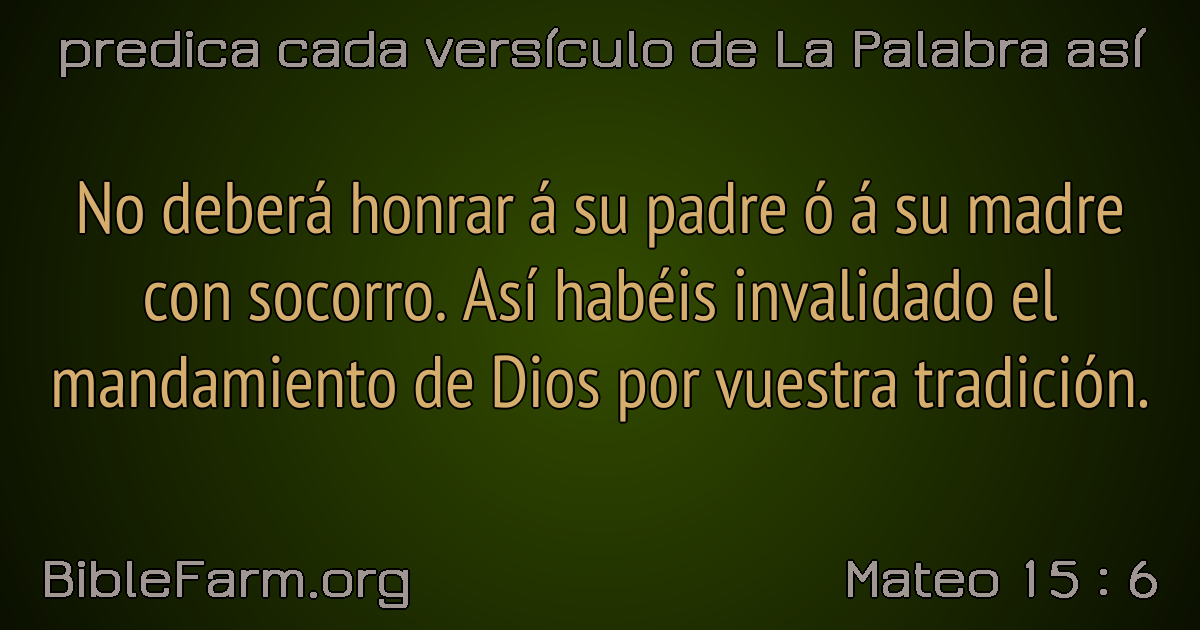 predica cada versículo de La Palabra así
No deberá honrar á su padre ó á su madre
con socorro. Así habéis invalidado el
mandamiento de Dios por vuestra tradición.
BibleFarm.org
Mateo 15 : 6